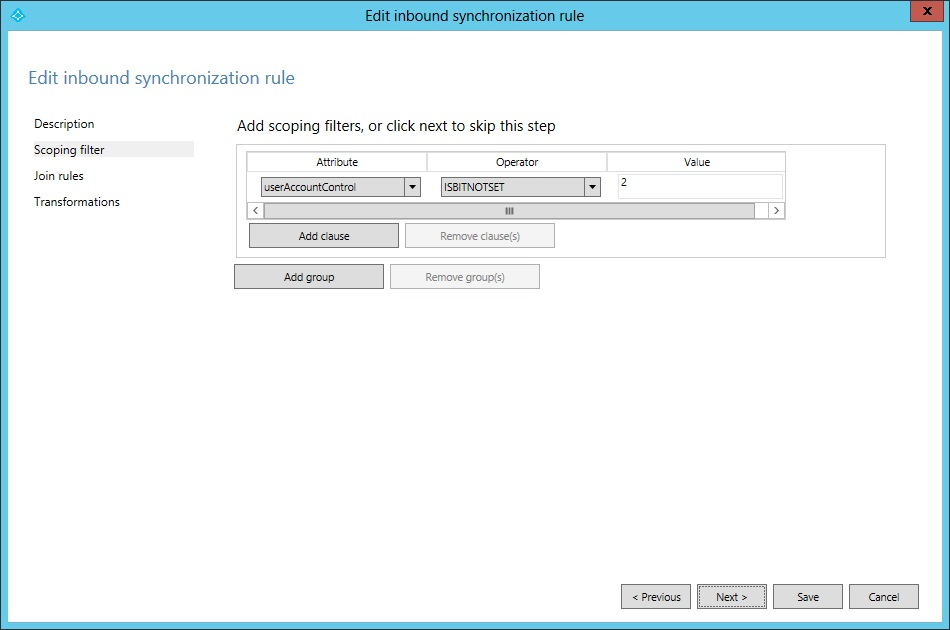 Edit inbound synchronization rule
x
Edit inbound synchronization rule
Description
Scoping filter
Join rules
Transformations
Add scoping filters, or click next to skip this step
Attribute Operator Value
userAccountControl ISBITNOTSET 2
Add clause Remove clause(s)
Add group Remove group(s)
< Previous Next > Save Cancel